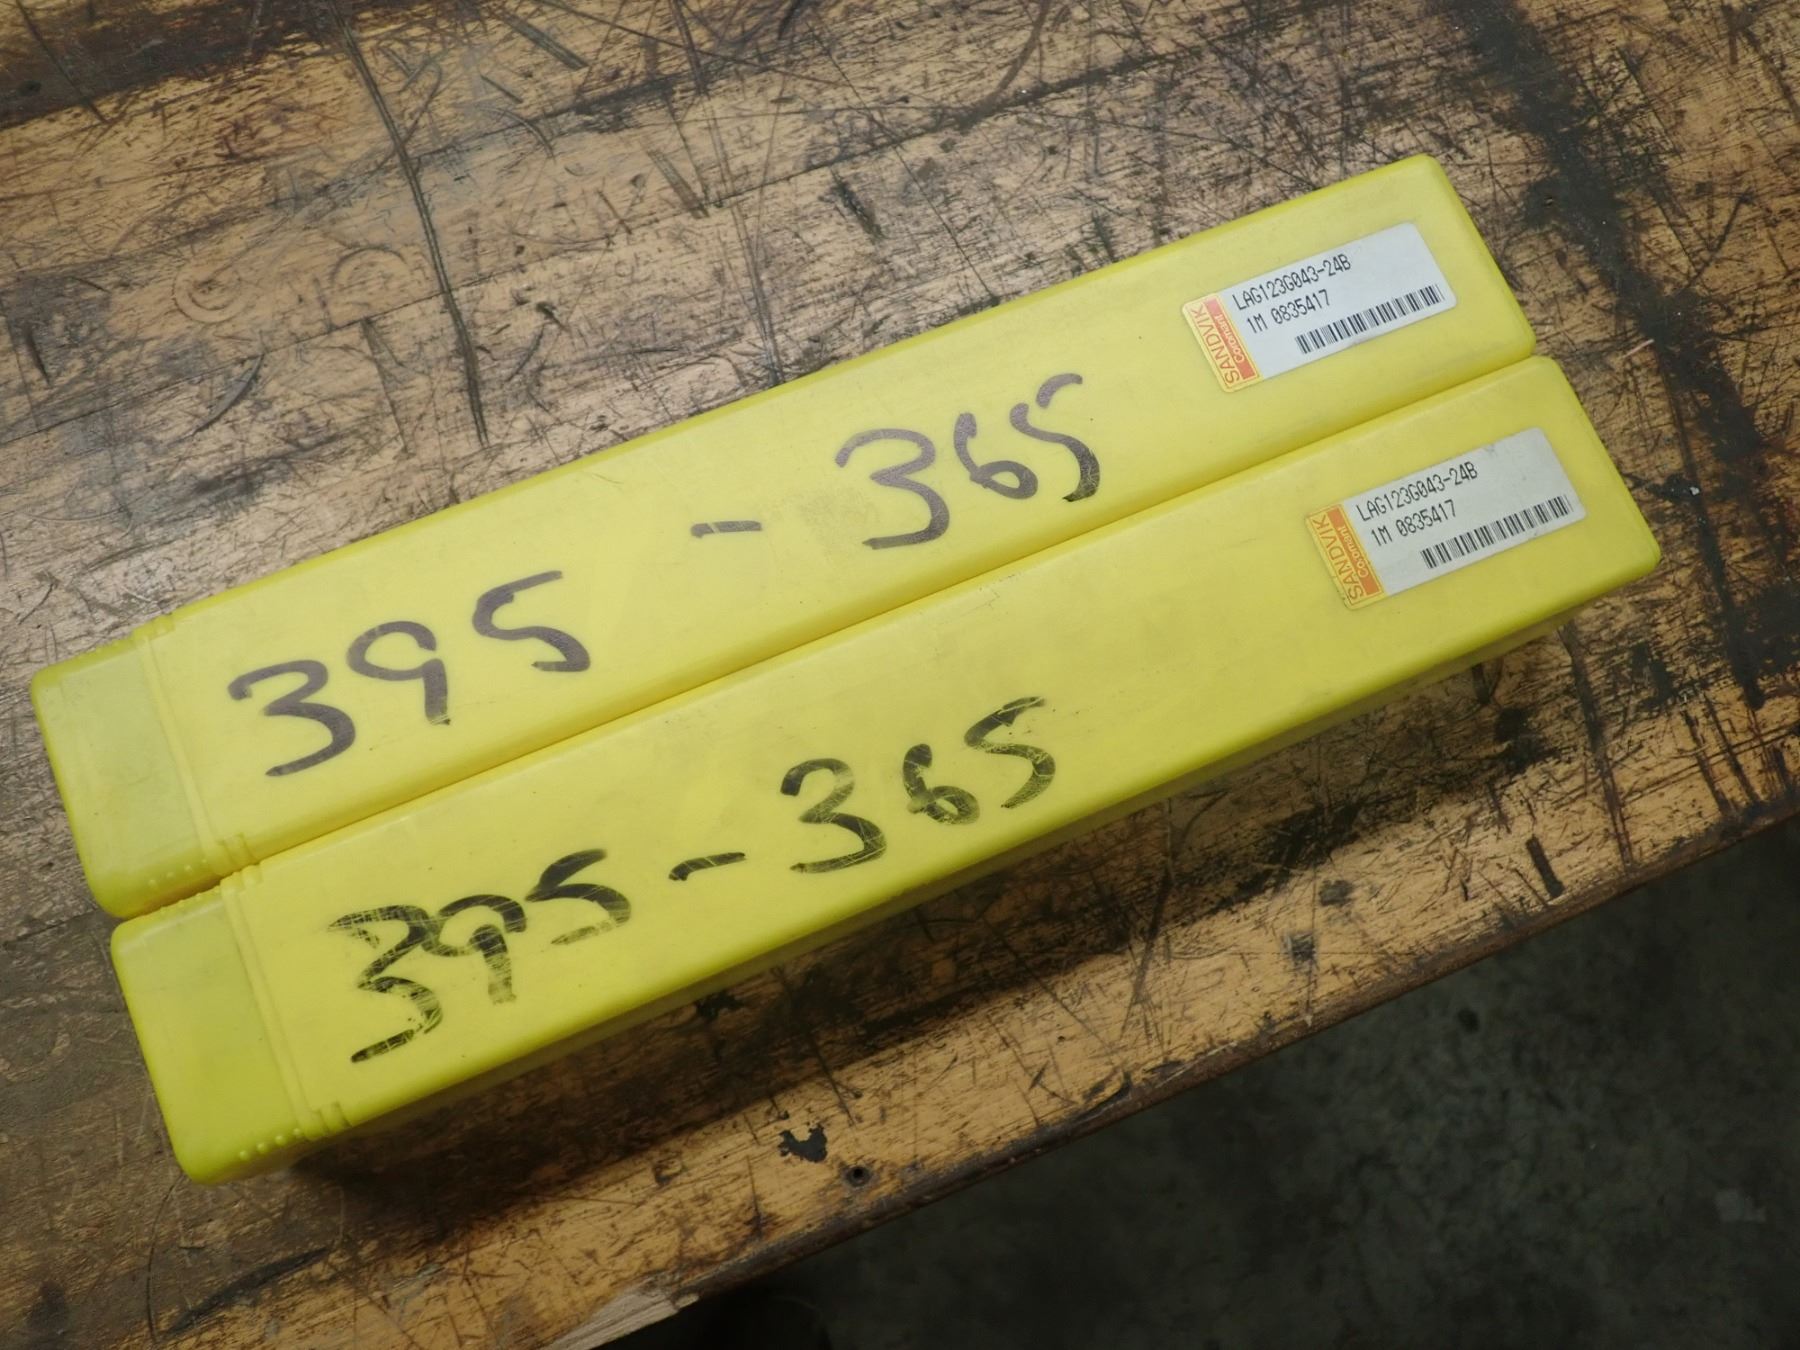 SANDVIK
Coromant
LAG123G043-24B
1M 0835417
395 - 365
SANDVIK
Coromant
LAG123G043-24B
1M 0835417
395-365